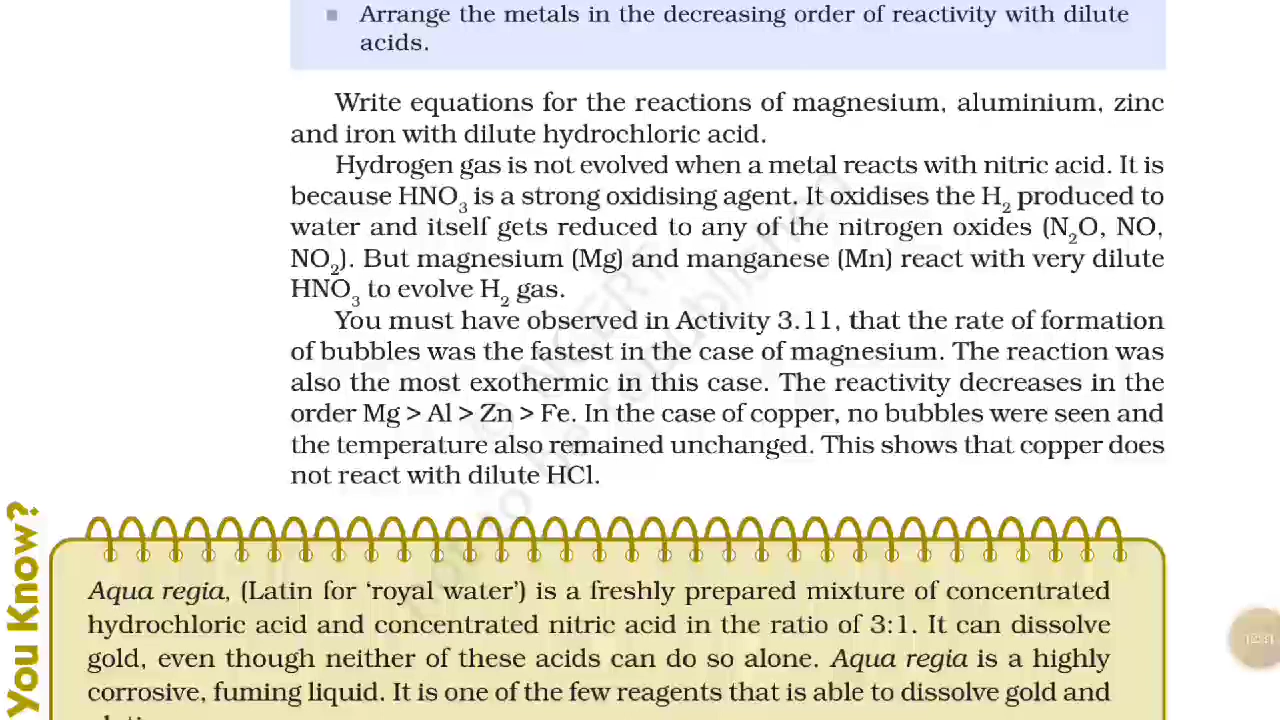 Arrange the metals in the decreasing order of reactivity with dilute
acids.
Write equations for the reactions of magnesium, aluminium, zinc
and iron with dilute hydrochloric acid.
Hydrogen gas is not evolved when a metal reacts with nitric acid. It is
because HNO₃ is a strong oxidising agent. It oxidises the H₂ produced to
water and itself gets reduced to any of the nitrogen oxides (N₂O, NO,
NO₂). But magnesium (Mg) and manganese (Mn) react with very dilute
HNO₃ to evolve H₂ gas.
You must have observed in Activity 3.11, that the rate of formation
of bubbles was the fastest in the case of magnesium. The reaction was
also the most exothermic in this case. The reactivity decreases in the
order Mg > Al > Zn > Fe. In the case of copper, no bubbles were seen and
the temperature also remained unchanged. This shows that copper does
not react with dilute HCl.
You Know?
Aqua regia, (Latin for ‘royal water’) is a freshly prepared mixture of concentrated
hydrochloric acid and concentrated nitric acid in the ratio of 3:1. It can dissolve
gold, even though neither of these acids can do so alone. Aqua regia is a highly
corrosive, fuming liquid. It is one of the few reagents that is able to dissolve gold and